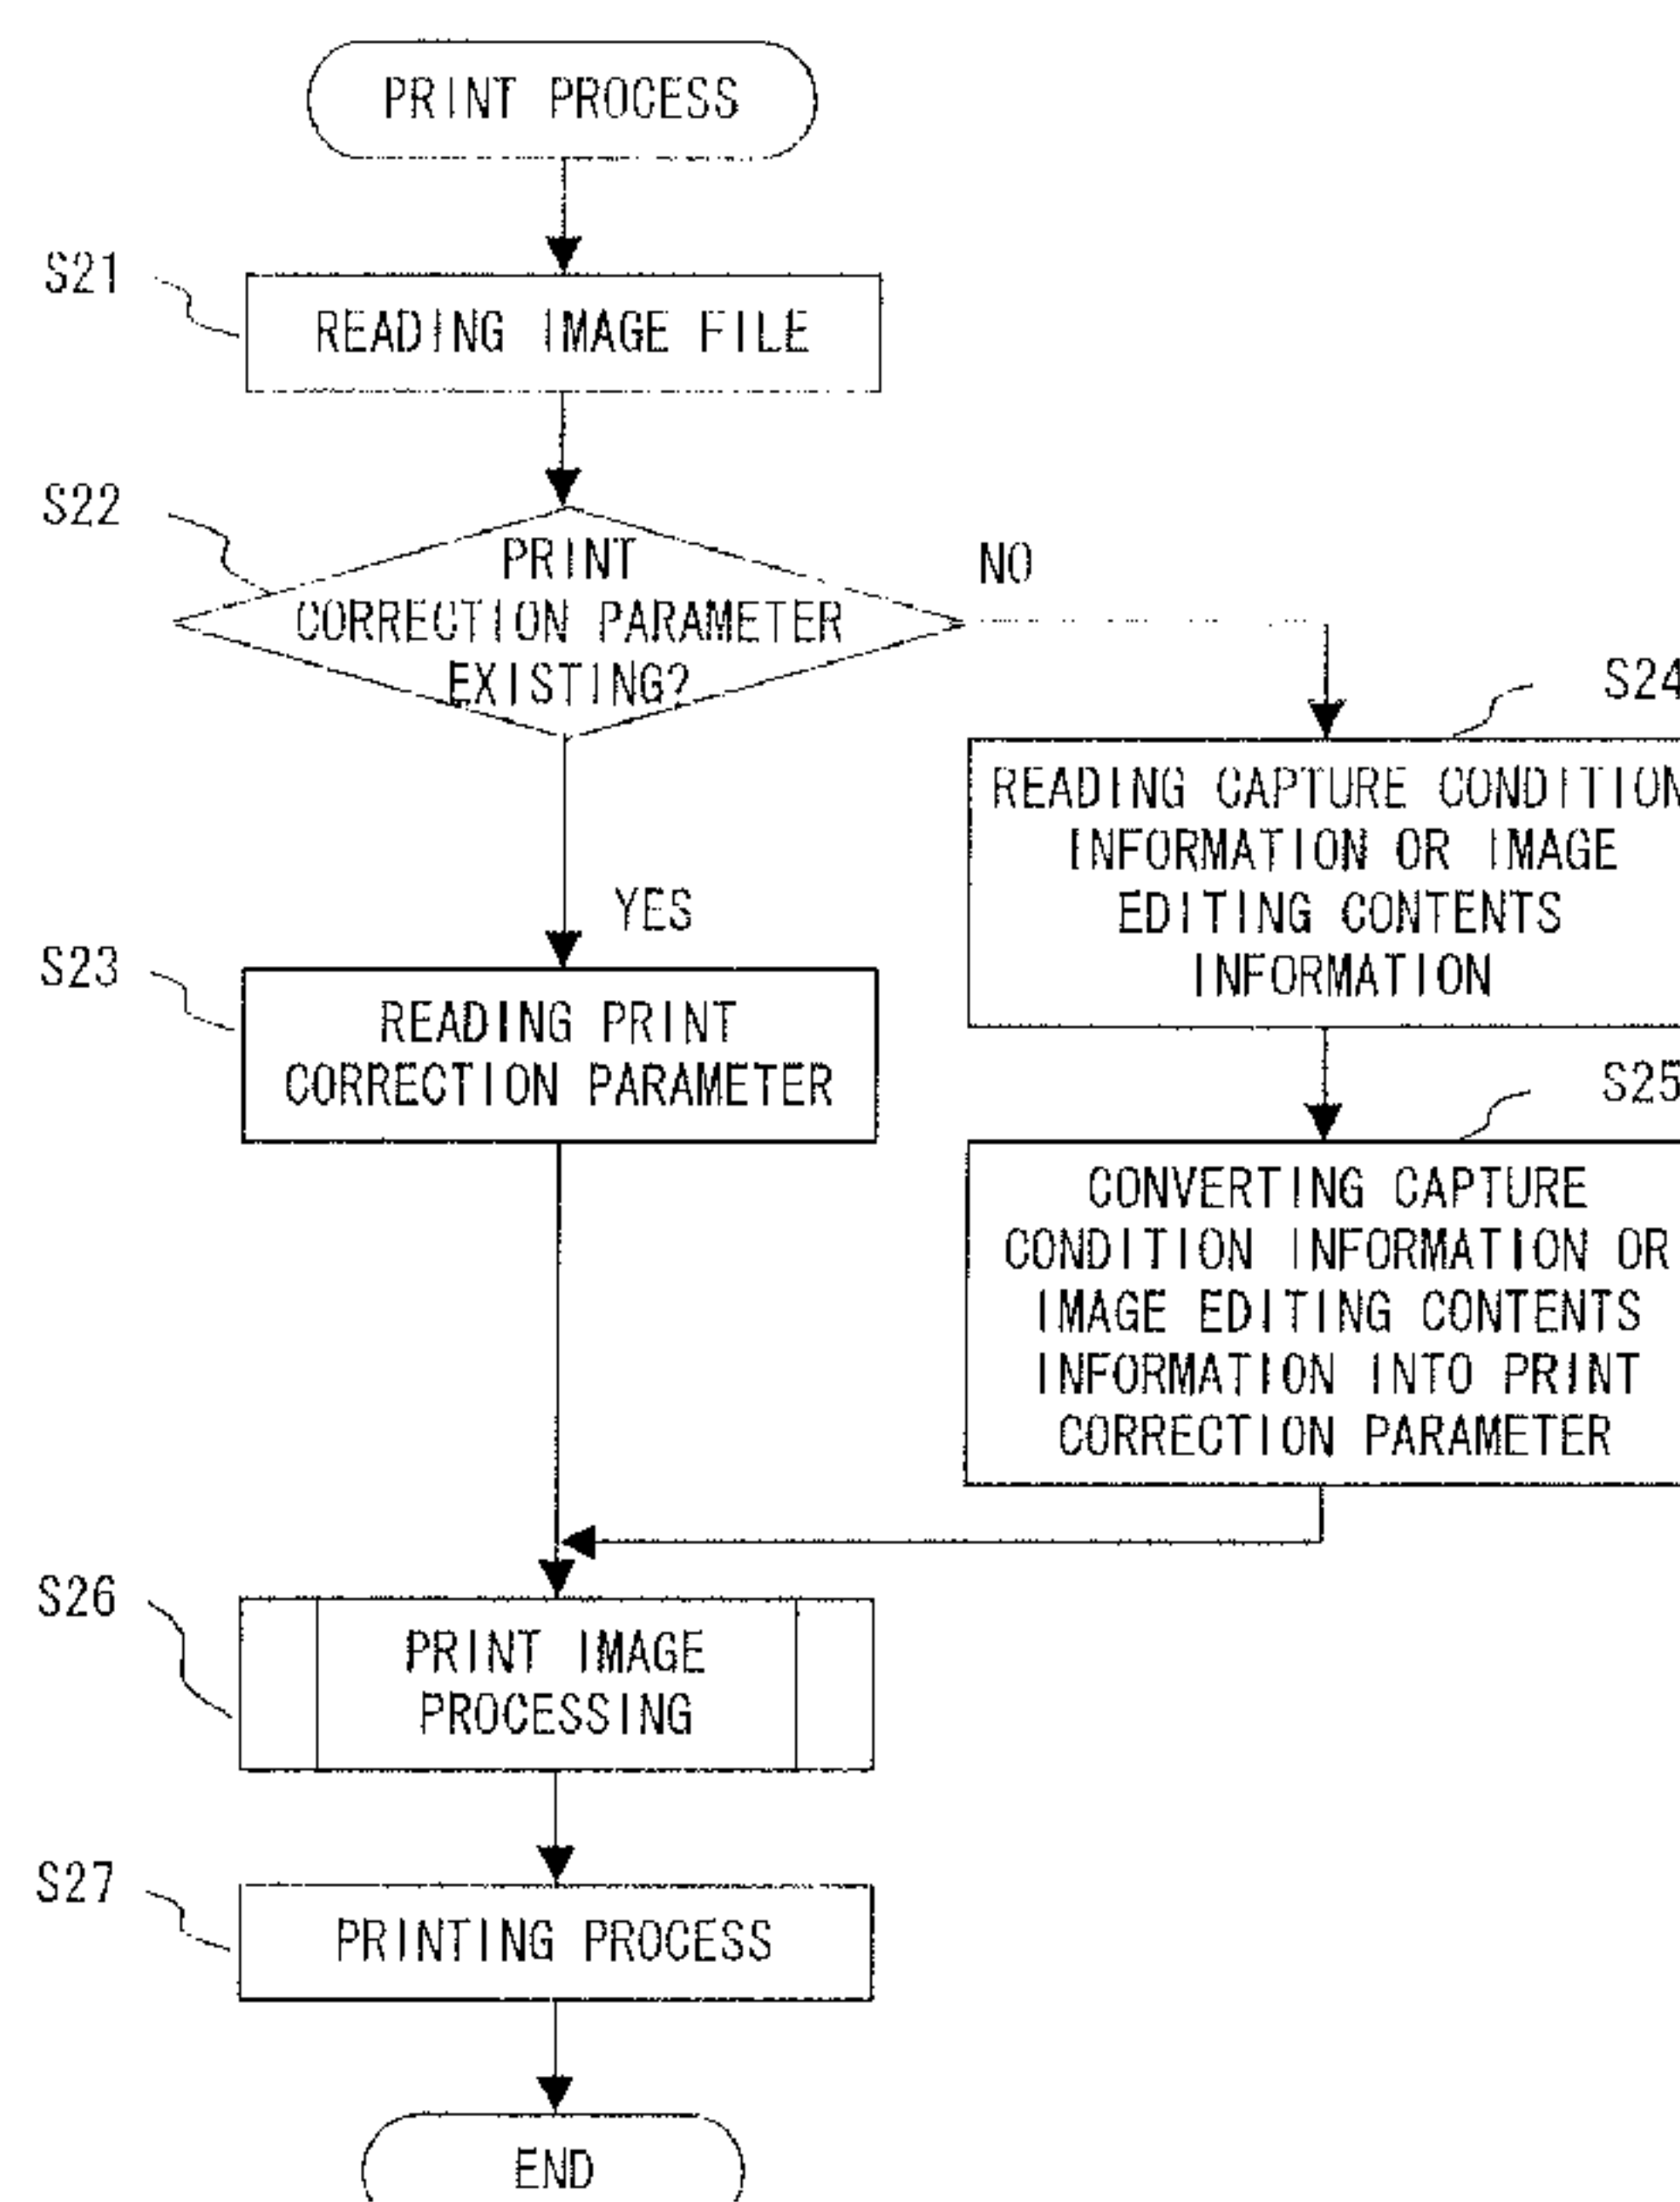 PRINT PROCESS
S21
READING IMAGE FILE
S22
PRINT
CORRECTION PARAMETER
EXISTING?
NO
YES
S23
READING PRINT
CORRECTION PARAMETER
S24
READING CAPTURE CONDITION
INFORMATION OR IMAGE
EDITING CONTENTS
INFORMATION
S25
CONVERTING CAPTURE
CONDITION INFORMATION OR
IMAGE EDITING CONTENTS
INFORMATION INTO PRINT
CORRECTION PARAMETER
S26
PRINT IMAGE
PROCESSING
S27
PRINTING PROCESS
END